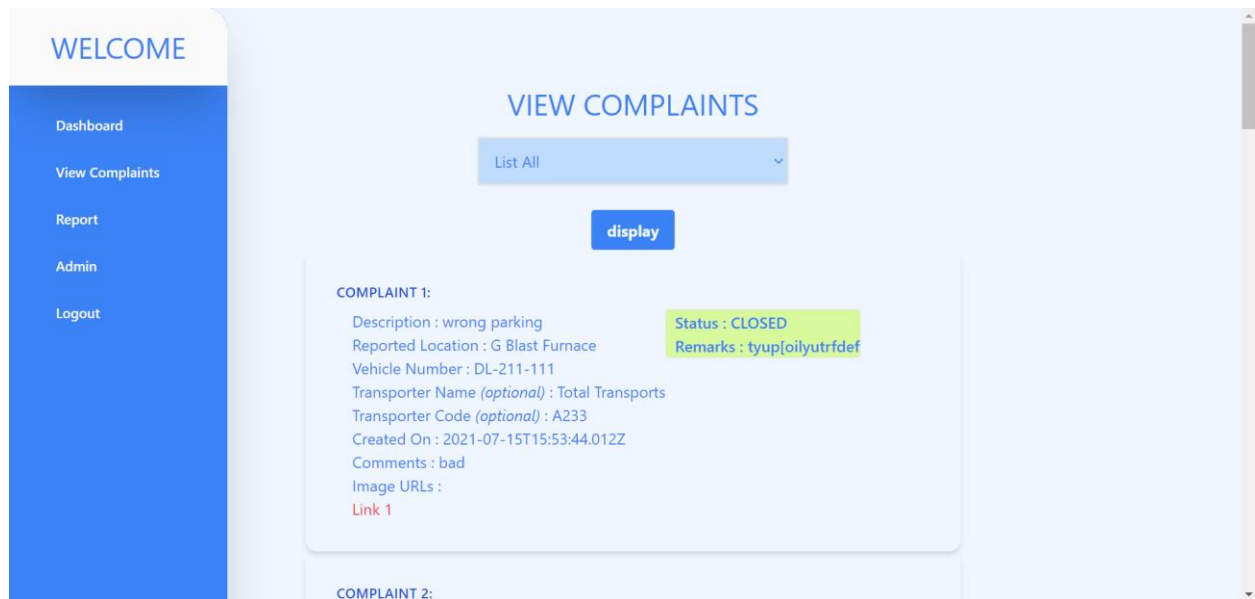 WELCOME
Dashboard
View Complaints
Report
Admin
Logout
VIEW COMPLAINTS
List All
display
COMPLAINT 1:
Description : wrong parking
Reported Location : G Blast Furnace
Vehicle Number : DL-211-111
Transporter Name (optional) : Total Transports
Transporter Code (optional) : A233
Created On : 2021-07-15T15:53:44.012Z
Comments : bad
Image URLs :
Link 1
Status : CLOSED
Remarks : tyup[oilyutrfdef
COMPLAINT 2: